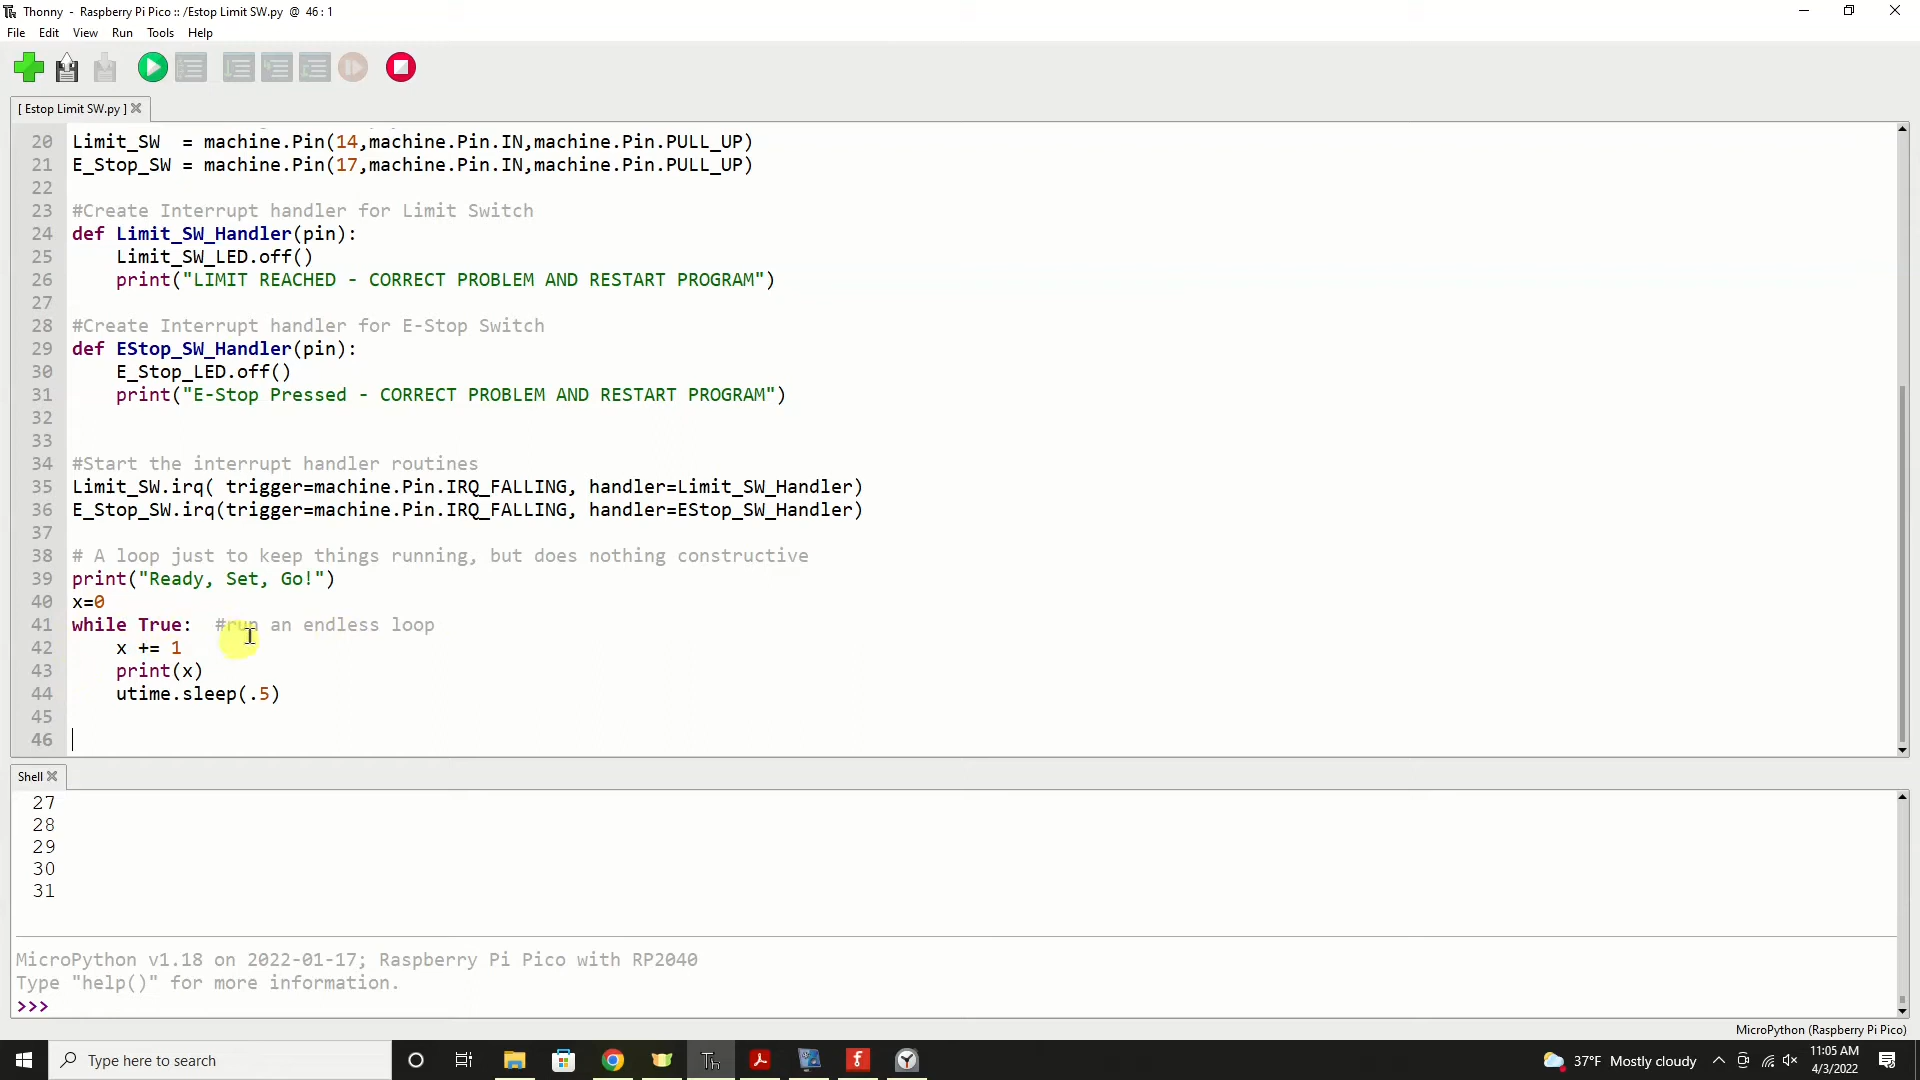 Thonny - Raspberry Pi Pico :: /Estop Limit SW.py @ 46 : 1
File Edit View Run Tools Help
[ Estop Limit SW.py ]
20 Limit_SW  = machine.Pin(14,machine.Pin.IN,machine.Pin.PULL_UP)
21 E_Stop_SW = machine.Pin(17,machine.Pin.IN,machine.Pin.PULL_UP)
22
23 #Create Interrupt handler for Limit Switch
24 def Limit_SW_Handler(pin):
25     Limit_SW_LED.off()
26     print("LIMIT REACHED - CORRECT PROBLEM AND RESTART PROGRAM")
27
28 #Create Interrupt handler for E-Stop Switch
29 def EStop_SW_Handler(pin):
30     E_Stop_LED.off()
31     print("E-Stop Pressed - CORRECT PROBLEM AND RESTART PROGRAM")
32
33
34 #Start the interrupt handler routines
35 Limit_SW.irq( trigger=machine.Pin.IRQ_FALLING, handler=Limit_SW_Handler)
36 E_Stop_SW.irq(trigger=machine.Pin.IRQ_FALLING, handler=EStop_SW_Handler)
37
38 # A loop just to keep things running, but does nothing constructive
39 print("Ready, Set, Go!")
40 x=0
41 while True:  #run an endless loop
42     x += 1
43     print(x)
44     utime.sleep(.5)
45
46
Shell
27
28
29
30
31
MicroPython v1.18 on 2022-01-17; Raspberry Pi Pico with RP2040
Type "help()" for more information.
>>>
MicroPython (Raspberry Pi Pico)
Type here to search
37°F Mostly cloudy
11:05 AM
4/3/2022